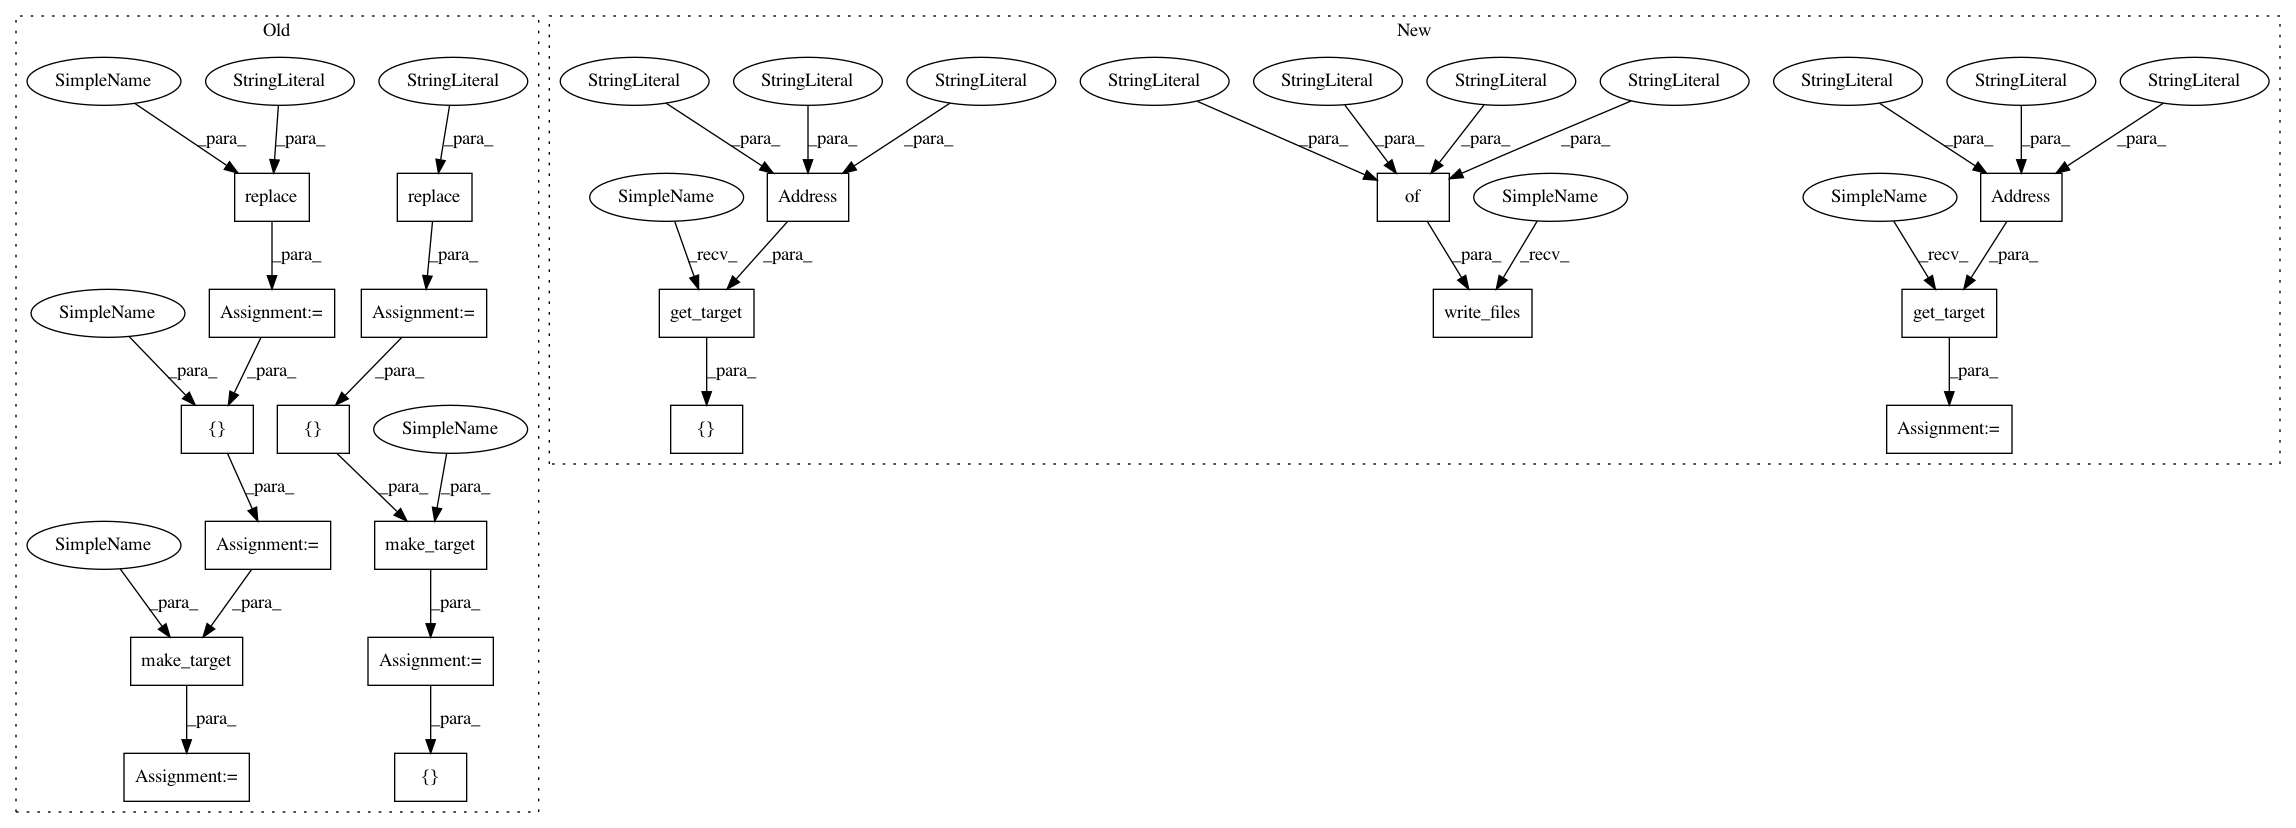 Old
New
SimpleName
StringLiteral
StringLiteral
StringLiteral
StringLiteral
StringLiteral
StringLiteral
StringLiteral
StringLiteral
StringLiteral
StringLiteral
StringLiteral
StringLiteral
_para_
_para_
_para_
_para_
_para_
_para_
_para_
_para_
_para_
_para_
_para_
_para_
_para_
replace
replace
SimpleName
Address
of
SimpleName
SimpleName
Address
_para_
_para_
_recv_
_para_
_para_
_recv_
_recv_
_para_
SimpleName
Assignment:=
Assignment:=
get_target
write_files
get_target
_para_
_para_
_para_
_para_
_para_
{}
{}
SimpleName
{}
Assignment:=
_para_
_para_
_para_
SimpleName
Assignment:=
make_target
_para_
_para_
_para_
make_target
Assignment:=
_para_
_para_
Assignment:=
{}